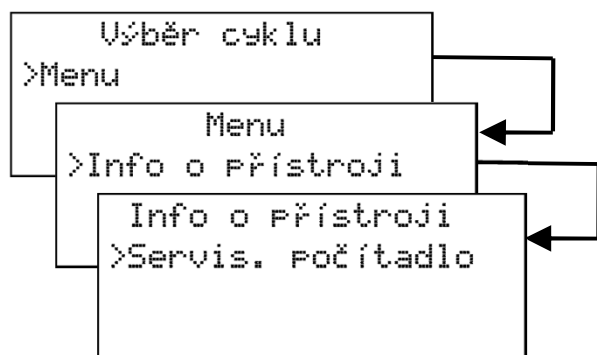 Výběr cyklu
>Menu
Menu
>Info o přístroji
Info o přístroji
>Servis. počítadlo